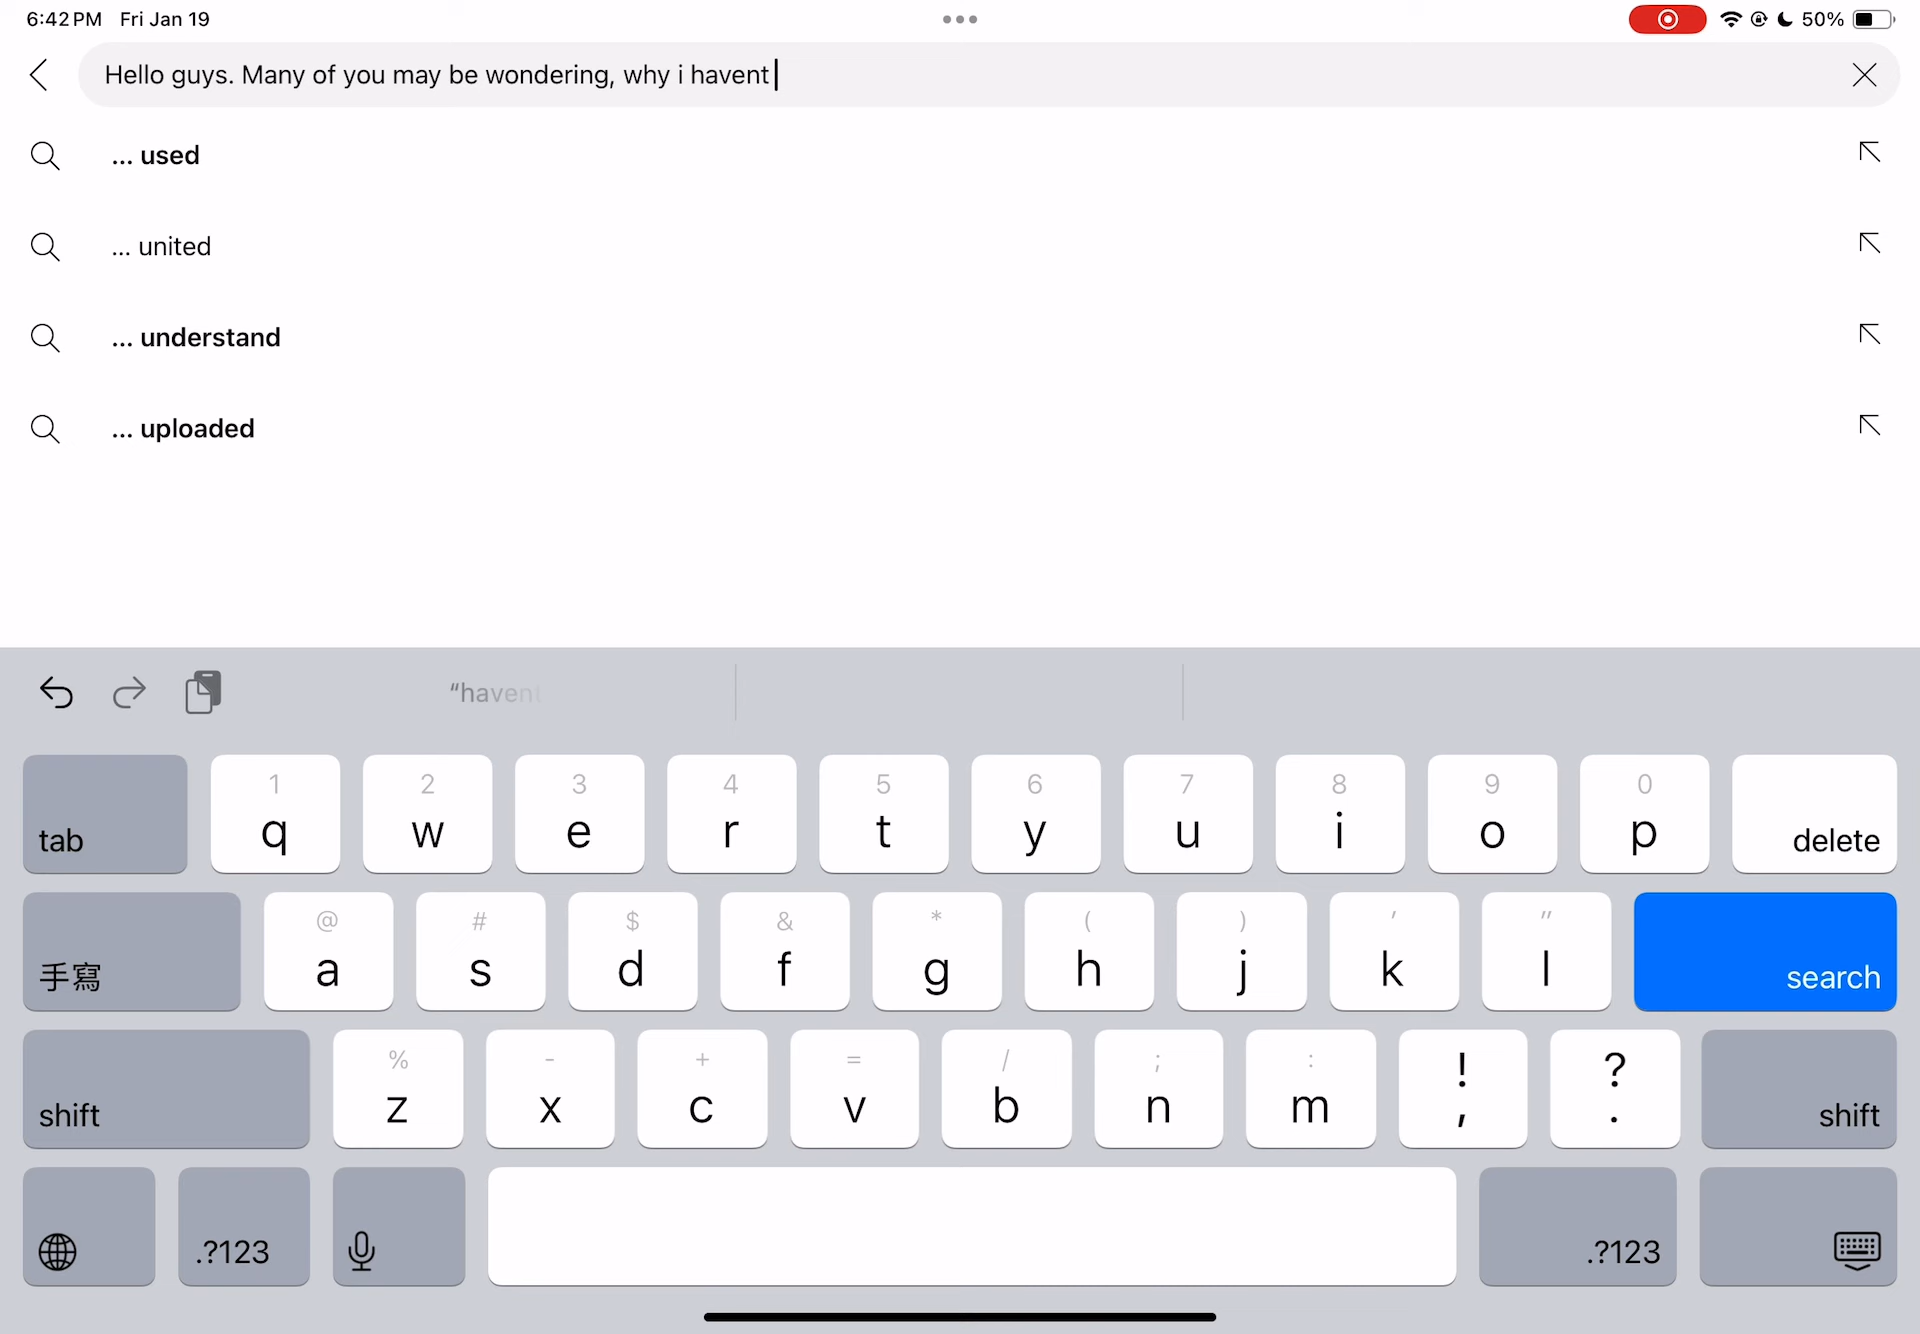 6:42 PM Fri Jan 19
50%
Hello guys. Many of you may be wondering, why i havent
... used
... united
... understand
... uploaded
“havent
tab
1 2 3 4 5 6 7 8 9 0
q w e r t y u i o p
delete
手寫
@ # $ & * ( ) ' "
a s d f g h j k l
search
shift
% - + = / ; : ! ?
z x c v b n m , .
shift
.?123
.?123